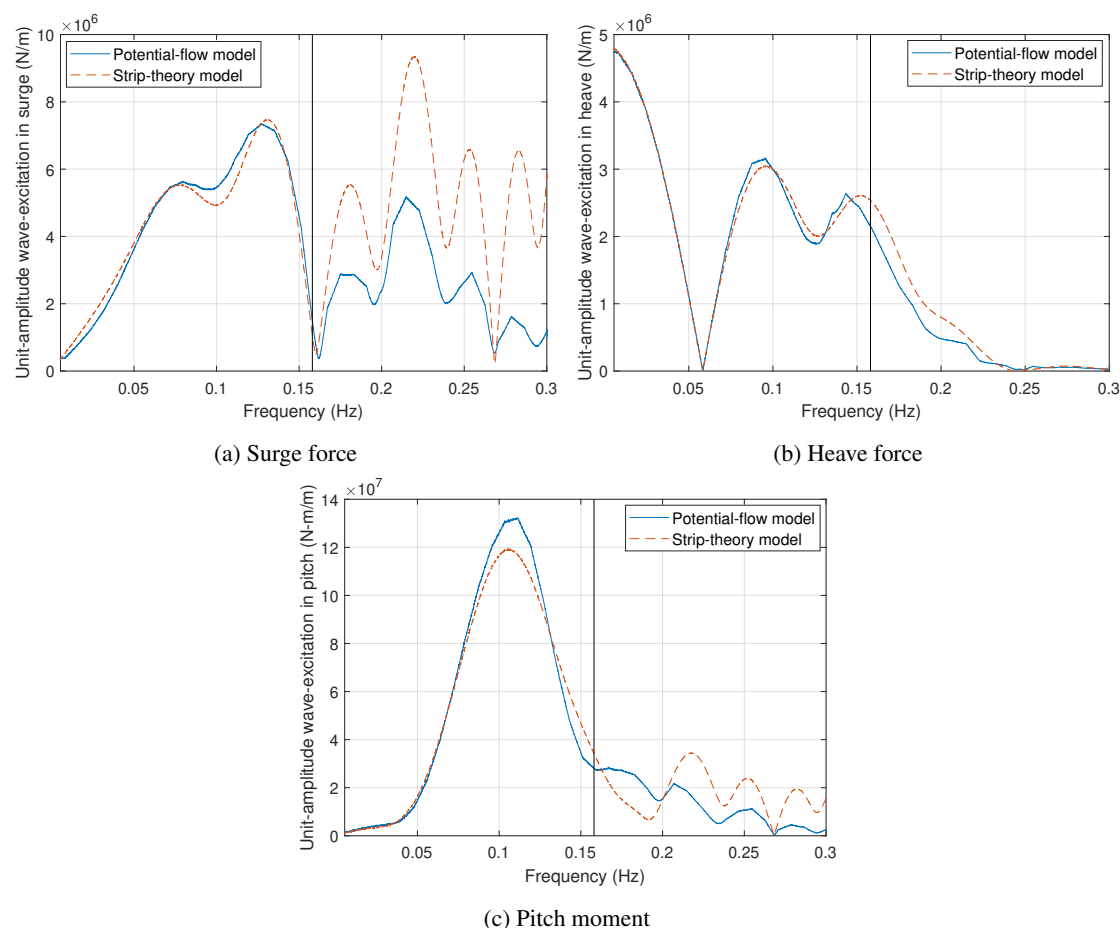 ×10⁶
Unit-amplitude wave-excitation in surge (N/m)
10
8
6
4
2
0
Potential-flow model
Strip-theory model
0.05 0.1 0.15 0.2 0.25 0.3
Frequency (Hz)
(a) Surge force
×10⁶
Unit-amplitude wave-excitation in heave (N/m)
6
5
4
3
2
1
0
Potential-flow model
Strip-theory model
0.05 0.1 0.15 0.2 0.25 0.3
Frequency (Hz)
(b) Heave force
×10⁷
Unit-amplitude wave-excitation in pitch (N-m/m)
14
12
10
8
6
4
2
0
Potential-flow model
Strip-theory model
0.05 0.1 0.15 0.2 0.25 0.3
Frequency (Hz)
(c) Pitch moment